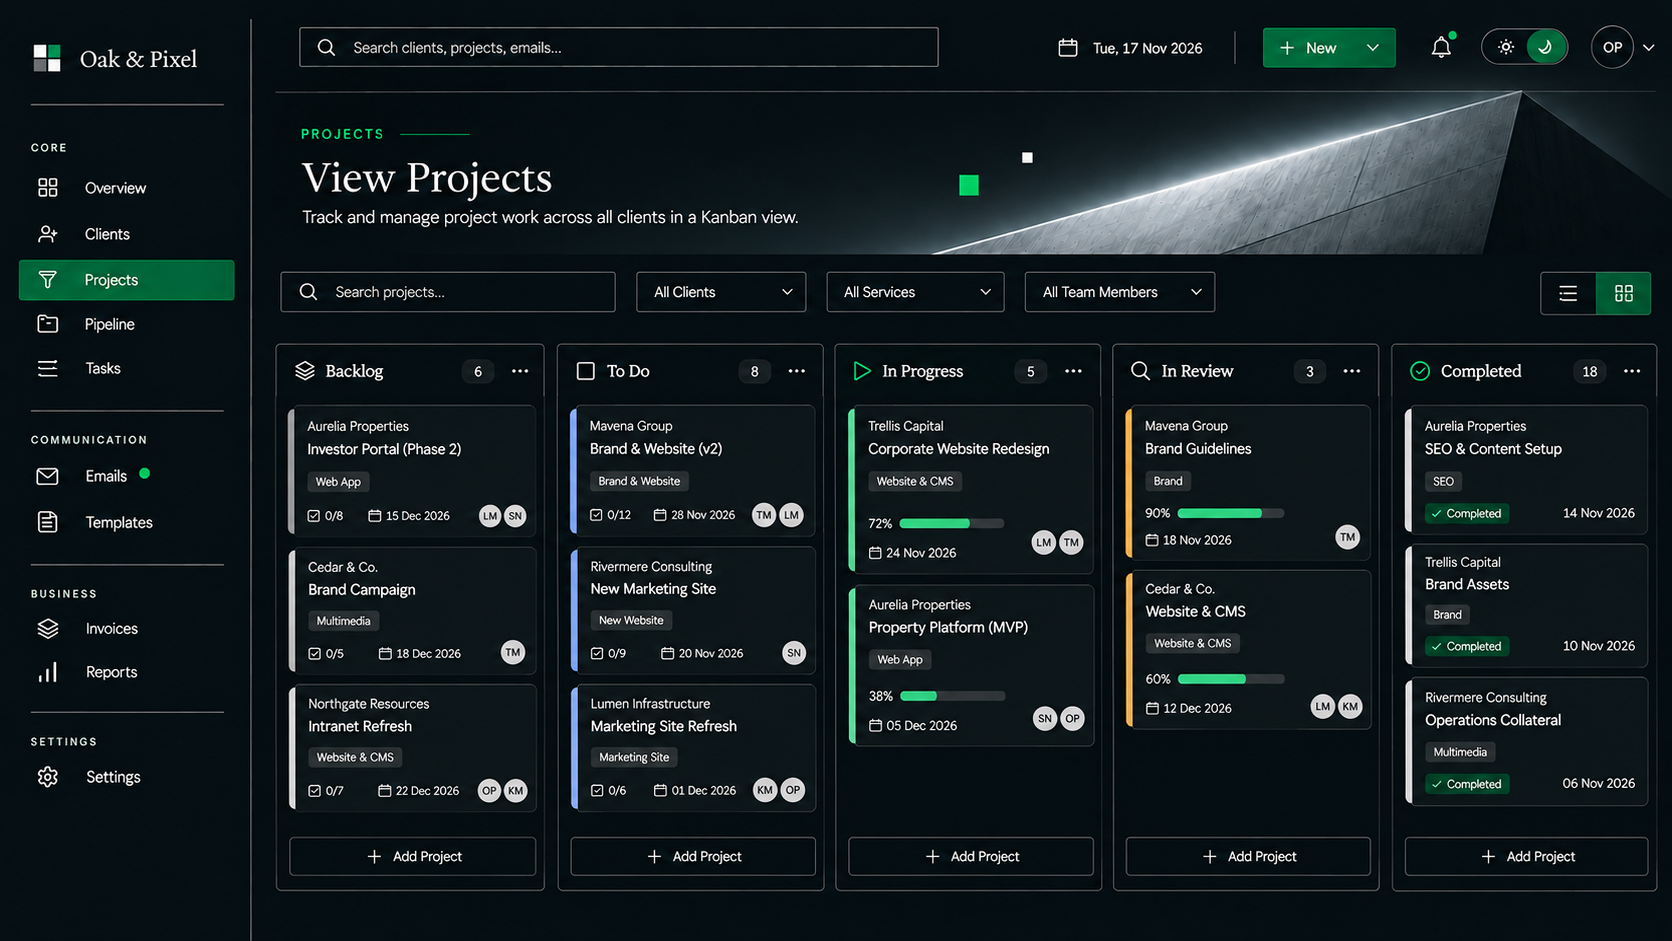 Oak & Pixel
CORE
Overview
Clients
Projects
Pipeline
Tasks
COMMUNICATION
Emails
Templates
BUSINESS
Invoices
Reports
SETTINGS
Settings
Search clients, projects, emails...
Tue, 17 Nov 2026
New
OP
PROJECTS
View Projects
Track and manage project work across all clients in a Kanban view.
Search projects...
All Clients
All Services
All Team Members
Backlog 6
Aurelia Properties
Investor Portal (Phase 2)
Web App
0/8 15 Dec 2026 LM SN
Cedar & Co.
Brand Campaign
Multimedia
0/5 18 Dec 2026 TM
Northgate Resources
Intranet Refresh
Website & CMS
0/7 22 Dec 2026 OP KM
Add Project
To Do 8
Mavena Group
Brand & Website (v2)
Brand & Website
0/12 28 Nov 2026 TM LM
Rivermere Consulting
New Marketing Site
New Website
0/9 20 Nov 2026 SN
Lumen Infrastructure
Marketing Site Refresh
Marketing Site
0/6 01 Dec 2026 KM OP
Add Project
In Progress 5
Trellis Capital
Corporate Website Redesign
Website & CMS
72%
24 Nov 2026 LM TM
Aurelia Properties
Property Platform (MVP)
Web App
38%
05 Dec 2026 SN OP
Add Project
In Review 3
Mavena Group
Brand Guidelines
Brand
90%
18 Nov 2026 TM
Cedar & Co.
Website & CMS
Website & CMS
60%
12 Dec 2026 LM KM
Add Project
Completed 18
Aurelia Properties
SEO & Content Setup
SEO
Completed 14 Nov 2026
Trellis Capital
Brand Assets
Brand
Completed 10 Nov 2026
Rivermere Consulting
Operations Collateral
Multimedia
Completed 06 Nov 2026
Add Project